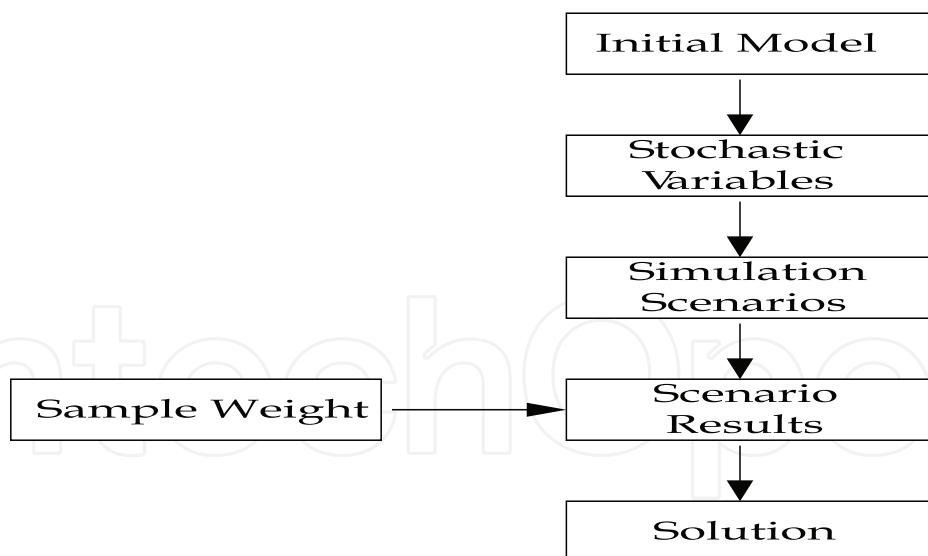 Initial Model
Stochastic
Variables
Simulation
Scenarios
Sample Weight
Scenario
Results
Solution